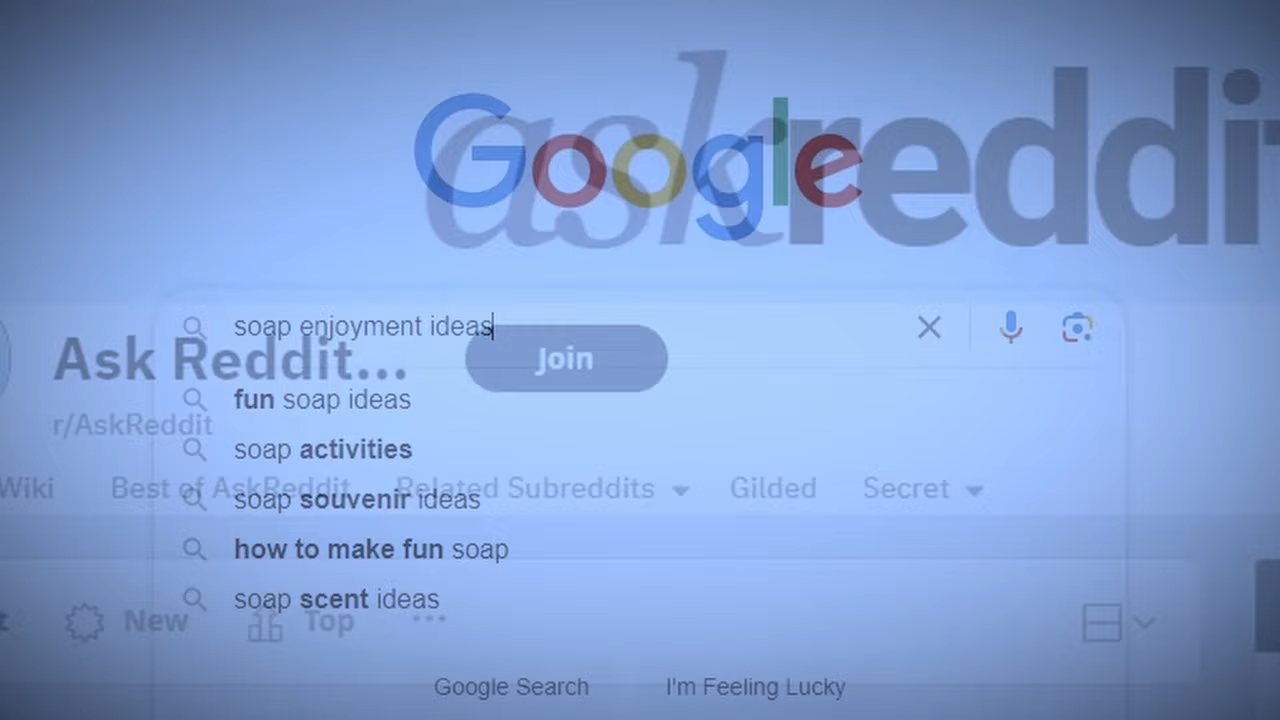 Google
askreddit
soap enjoyment ideas
Ask Reddit...
Join
fun soap ideas
r/AskReddit
soap activities
Wiki
Best of AskReddit
Related Subreddits
Gilded
Secret
soap souvenir ideas
how to make fun soap
soap scent ideas
New
Top
...
Google Search
I'm Feeling Lucky